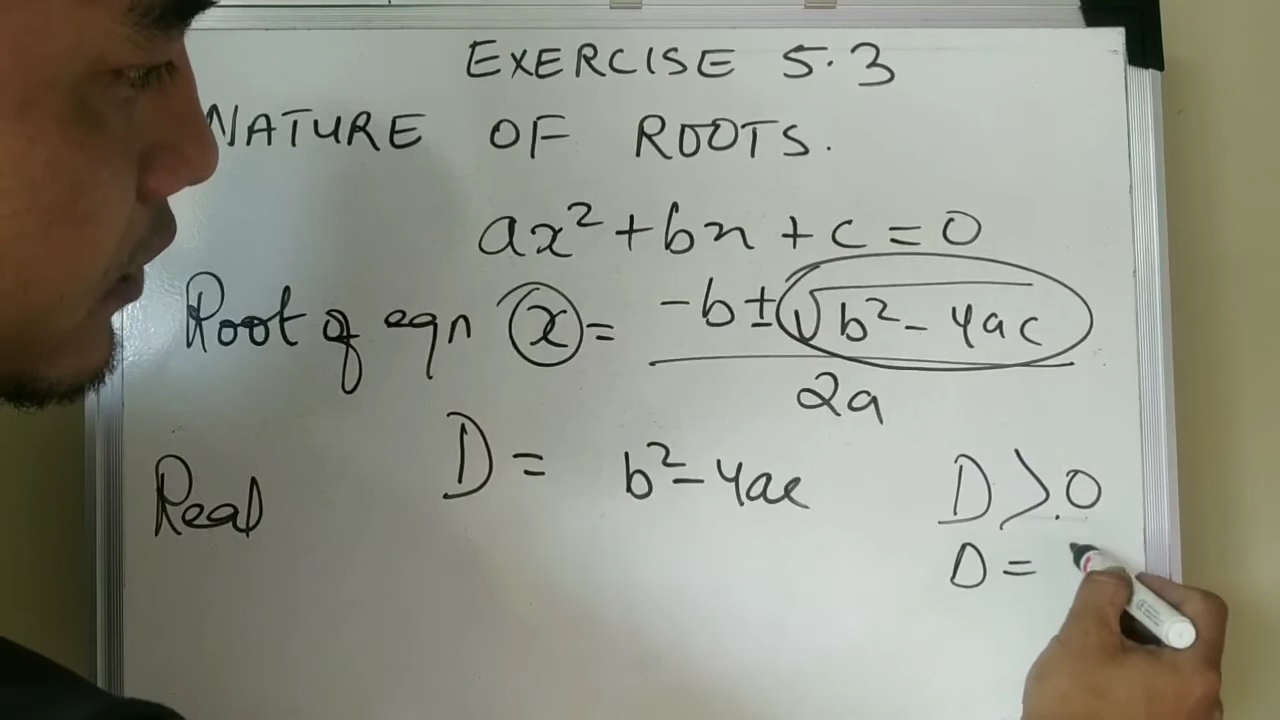 EXERCISE 5.3
NATURE OF ROOTS.
ax²+bx+c=0
Root of eqn x = -b±√b²-4ac
2a
Real D = b²-4ac D>0
D =